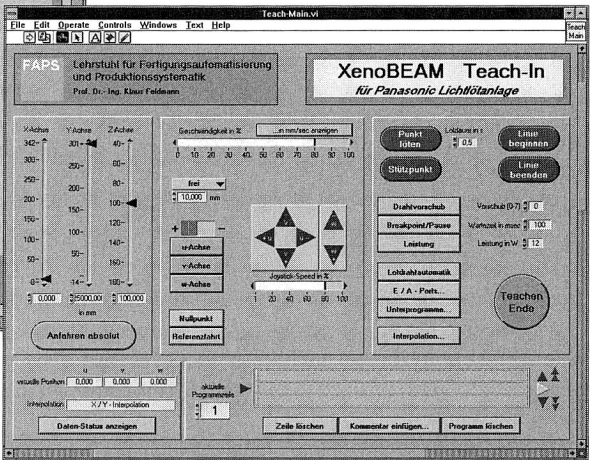 Teach-Main.vi
File Edit Operate Controls Windows Text Help
Teach
Main
FAPS
Lehrstuhl für Fertigungsautomatisierung
und Produktionssystematik
Prof. Dr.- Ing. Klaus Feldmann
XenoBEAM Teach-In
für Panasonic Lichtlötanlage
X-Achse Y-Achse Z-Achse
342- 301- 40-
300- 250- 60-
250- 200- 80-
200- 150- 100-
150- 100- 120-
100- 50- 140-
50- 0- 160-
-0- -14- 180-
0,000 100,000
in mm
Anfahren absolut
Geschwindigkeit in % ...in mm/sec anzeigen
0 10 20 30 40 50 60 70 80 90 100
frei
10,000 mm
+ -
u-Achse
v-Achse
w-Achse
Joystick-Speed in %
1 20 40 60 80 100
Nullpunkt
Referenzfahrt
Punkt
löten
Lötdauer in s
0,5
Linie
beginnen
Stützpunkt
Linie
beenden
Drahtvorschub Vorschub (0-7) 0
Breakpoint/Pause Wartezeit in msec 100
Leistung Leistung in W 12
Lötdrahtautomatik
E / A - Ports...
Unterprogramme...
Interpolation...
Teachen
Ende
u v w
virtuelle Position 0,000 0,000 0,000
Interpolation X / Y - Interpolation
Daten-Status anzeigen
aktuelle
Programmzeile
1
Zeile löschen Kommentar einfügen... Programm löschen